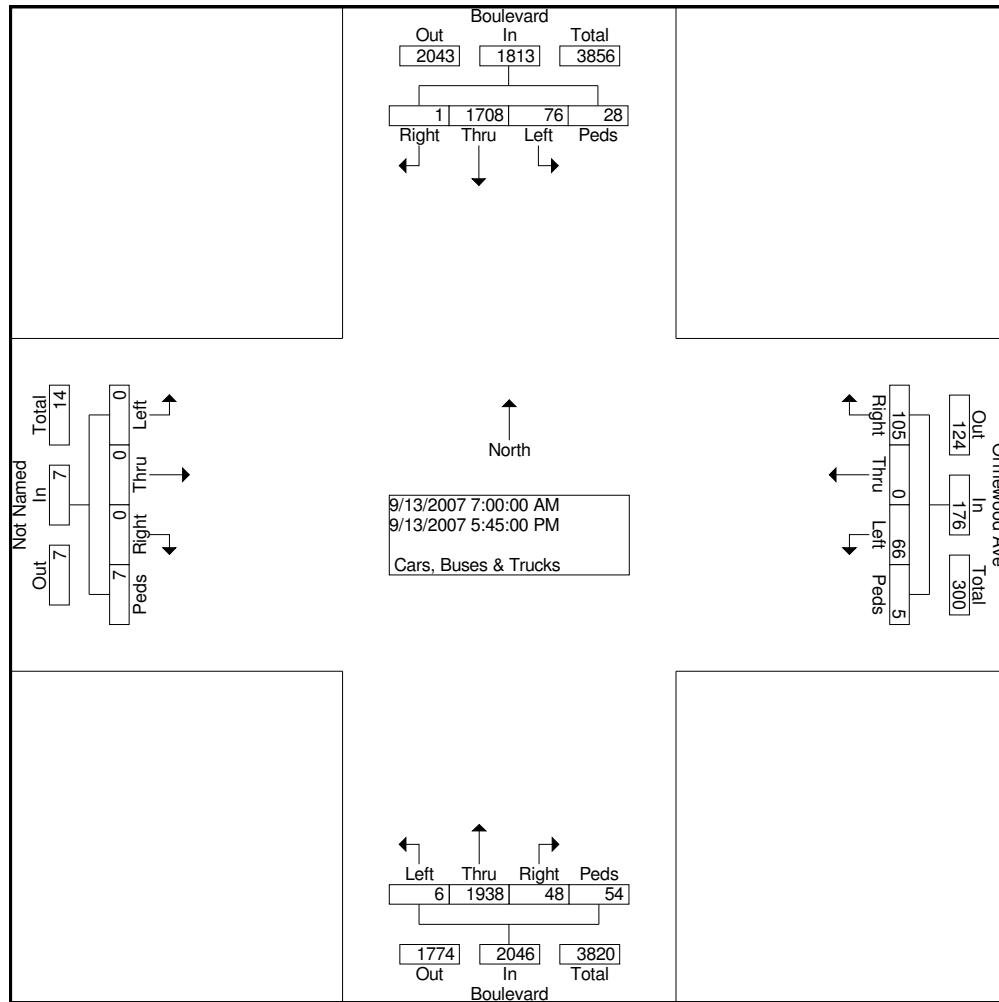 Boulevard
Out In Total
2043 1813 3856
1 1708 76 28
Right Thru Left Peds
North
9/13/2007 7:00:00 AM
9/13/2007 5:45:00 PM
Cars, Buses & Trucks
Not Named
Total In Out
14 7 7
0 0 0 7
Left Thru Right Peds
Right Thru Left Peds
105 0 66 5
Out In Total
124 176 300
Ave
Left Thru Right Peds
6 1938 48 54
1774 2046 3820
Out In Total
Boulevard